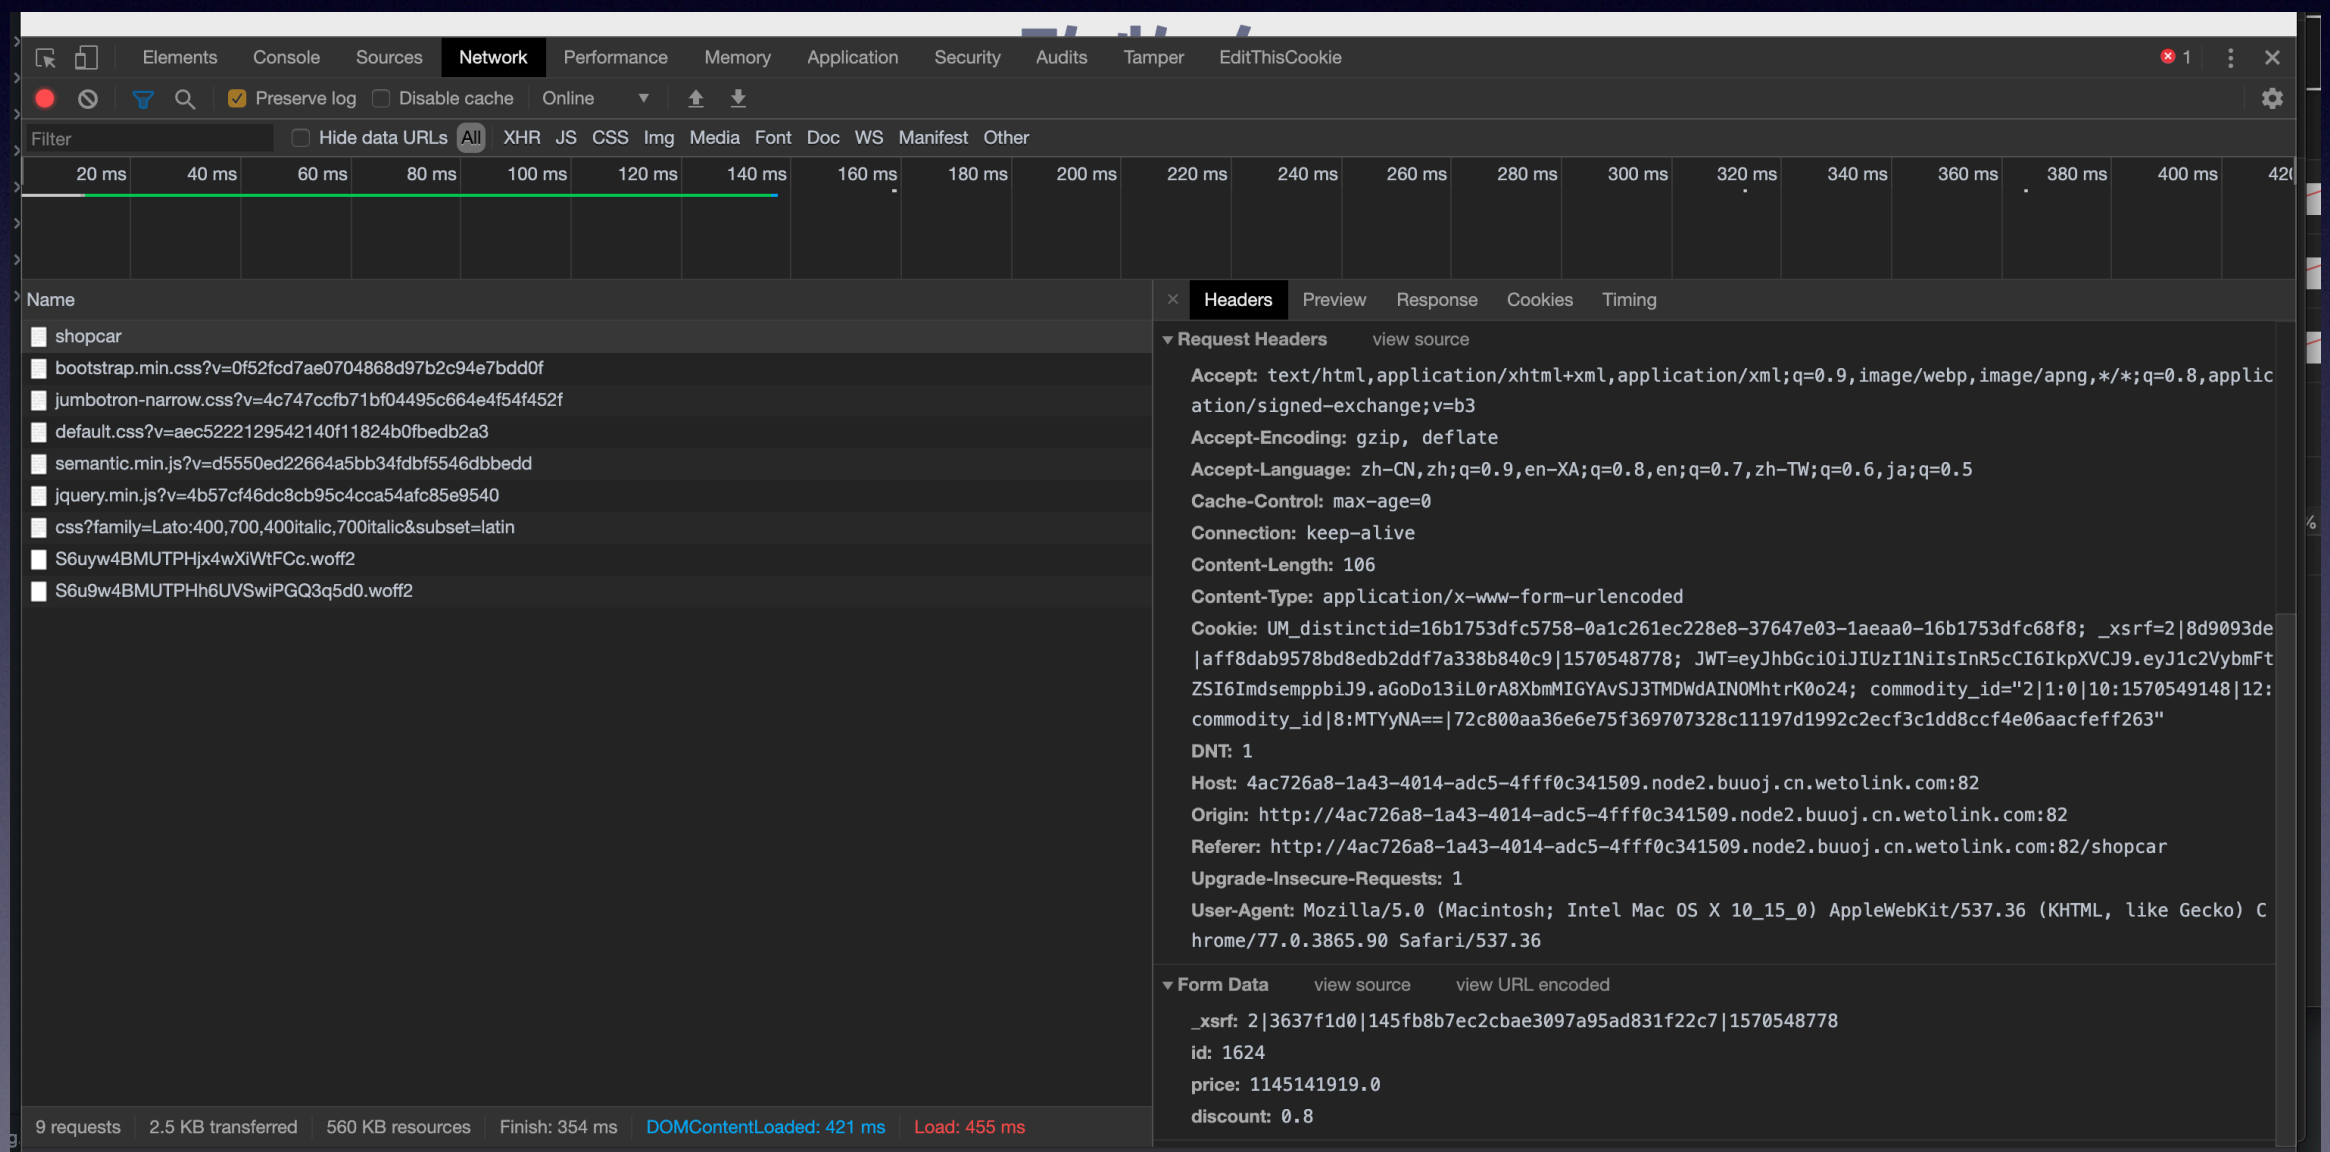 Elements Console Sources Network Performance Memory Application Security Audits Tamper EditThisCookie 1
Preserve log Disable cache Online
Filter Hide data URLs All XHR JS CSS Img Media Font Doc WS Manifest Other
20 ms 40 ms 60 ms 80 ms 100 ms 120 ms 140 ms 160 ms 180 ms 200 ms 220 ms 240 ms 260 ms 280 ms 300 ms 320 ms 340 ms 360 ms 380 ms 400 ms
Name
shopcar
bootstrap.min.css?v=0f52fcd7ae0704868d97b2c94e7bdd0f
jumbotron-narrow.css?v=4c747ccfb71bf04495c664e4f54f452f
default.css?v=aec5222129542140f11824b0fbedb2a3
semantic.min.js?v=d5550ed22664a5bb34fdbf5546dbbedd
jquery.min.js?v=4b57cf46dc8cb95c4cca54afc85e9540
css?family=Lato:400,700,400italic,700italic&subset=latin
S6uyw4BMUTPHjx4wXiWtFCc.woff2
S6u9w4BMUTPHh6UVSwiPGQ3q5d0.woff2
Headers Preview Response Cookies Timing
Request Headers view source
Accept: text/html,application/xhtml+xml,application/xml;q=0.9,image/webp,image/apng,*/*;q=0.8,applic
ation/signed-exchange;v=b3
Accept-Encoding: gzip, deflate
Accept-Language: zh-CN,zh;q=0.9,en-XA;q=0.8,en;q=0.7,zh-TW;q=0.6,ja;q=0.5
Cache-Control: max-age=0
Connection: keep-alive
Content-Length: 106
Content-Type: application/x-www-form-urlencoded
Cookie: UM_distinctid=16b1753dfc5758-0a1c261ec228e8-37647e03-1aeaa0-16b1753dfc68f8; _xsrf=2|8d9093de
|aff8dab9578bd8edb2ddf7a338b840c9|1570548778; JWT=eyJhbGciOiJIUzI1NiIsInR5cCI6IkpXVCJ9.eyJ1c2VybmFt
ZSI6ImdsemppbiJ9.aGoDo13iL0rA8XbmMIGYAvSJ3TMDWdAINOMhtrK0o24; commodity_id="2|1:0|10:1570549148|12:
commodity_id|8:MTYyNA==|72c800aa36e6e75f369707328c11197d1992c2ecf3c1dd8ccf4e06aacfeff263"
DNT: 1
Host: 4ac726a8-1a43-4014-adc5-4fff0c341509.node2.buuoj.cn.wetolink.com:82
Origin: http://4ac726a8-1a43-4014-adc5-4fff0c341509.node2.buuoj.cn.wetolink.com:82
Referer: http://4ac726a8-1a43-4014-adc5-4fff0c341509.node2.buuoj.cn.wetolink.com:82/shopcar
Upgrade-Insecure-Requests: 1
User-Agent: Mozilla/5.0 (Macintosh; Intel Mac OS X 10_15_0) AppleWebKit/537.36 (KHTML, like Gecko) C
hrome/77.0.3865.90 Safari/537.36
Form Data view source view URL encoded
_xsrf: 2|3637f1d0|145fb8b7ec2cbae3097a95ad831f22c7|1570548778
id: 1624
price: 1145141919.0
discount: 0.8
9 requests 2.5 KB transferred 560 KB resources Finish: 354 ms DOMContentLoaded: 421 ms Load: 455 ms